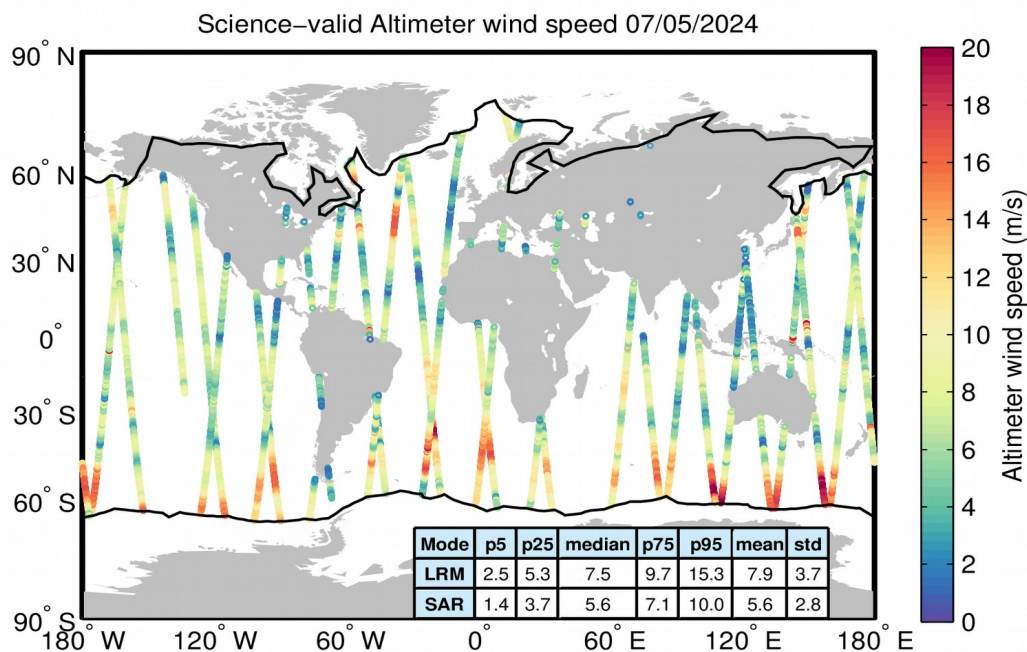 Science−valid Altimeter wind speed 07/05/2024
90° N
60° N
30° N
0°
30° S
60° S
90° S
180° W
120° W
60° W
0°
60° E
120° E
180° E
Mode p5 p25 median p75 p95 mean std
LRM 2.5 5.3 7.5 9.7 15.3 7.9 3.7
SAR 1.4 3.7 5.6 7.1 10.0 5.6 2.8
20
18
16
14
12
10
8
6
4
2
0
Altimeter wind speed (m/s)